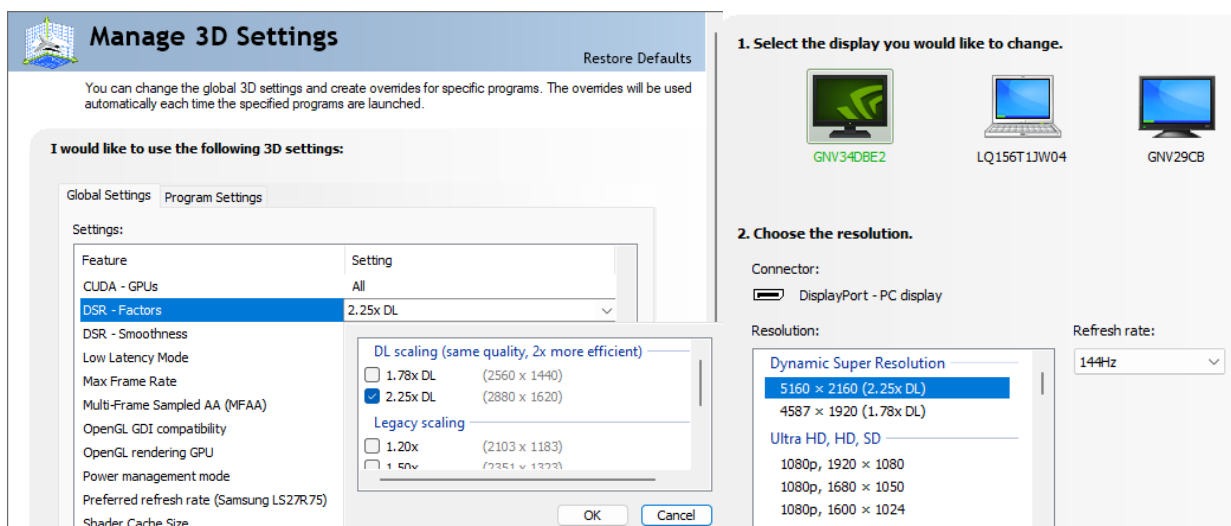 Manage 3D Settings
Restore Defaults
You can change the global 3D settings and create overrides for specific programs. The overrides will be used
automatically each time the specified programs are launched.
I would like to use the following 3D settings:
Global Settings
Program Settings
Settings:
Feature
Setting
CUDA - GPUs
All
DSR - Factors
2.25x DL
DSR - Smoothness
Low Latency Mode
Max Frame Rate
Multi-Frame Sampled AA (MFAA)
OpenGL GDI compatibility
OpenGL rendering GPU
Power management mode
Preferred refresh rate (Samsung LS27R75)
Shader Cache Size
DL scaling (same quality, 2x more efficient)
1.78x DL (2560 x 1440)
2.25x DL (2880 x 1620)
Legacy scaling
1.20x (2103 x 1183)
1.50x (2351 x 1323)
OK
Cancel
1. Select the display you would like to change.
GNV34DBE2
LQ156T1JW04
GNV29CB
2. Choose the resolution.
Connector:
DisplayPort - PC display
Resolution:
Refresh rate:
144Hz
Dynamic Super Resolution
5160 × 2160 (2.25x DL)
4587 × 1920 (1.78x DL)
Ultra HD, HD, SD
1080p, 1920 × 1080
1080p, 1680 × 1050
1080p, 1600 × 1024